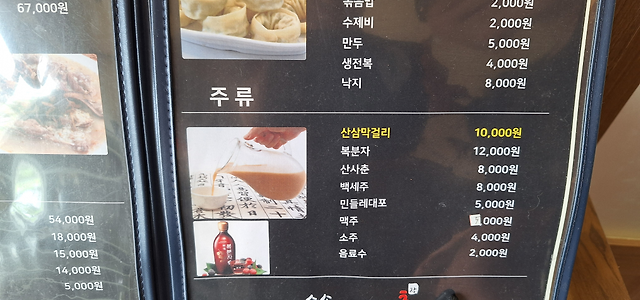 67,000원
54,000원
18,000원
15,000원
14,000원
5,000원
볶음밥 2,000원
수제비 2,000원
만두 5,000원
생전복 4,000원
낙지 8,000원
주류
산삼막걸리 10,000원
복분자 12,000원
산사춘 8,000원
백세주 8,000원
민들레대포 5,000원
맥주 ,000원
소주 4,000원
음료수 2,000원